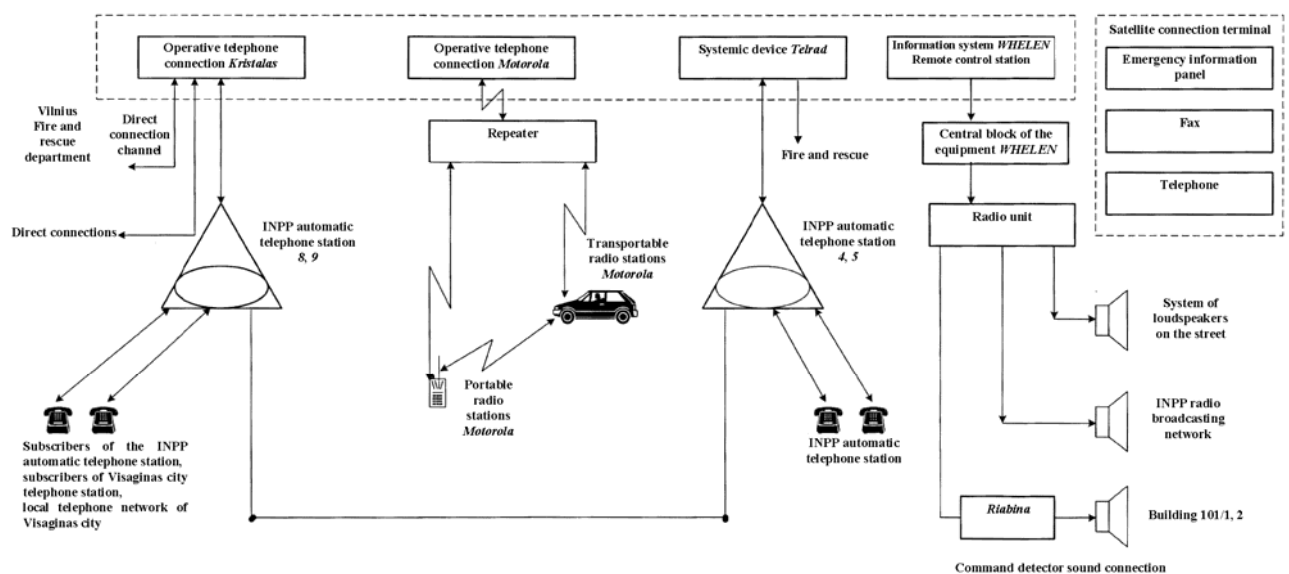 Operative telephone
connection Kristalas
Operative telephone
connection Motorola
Systemic device Telrad
Information system WHELEN
Remote control station
Satellite connection terminal
Emergency information
panel
Fax
Telephone
Vilnius
Fire and
rescue
department
Direct
connection
channel
Repeater
Fire and rescue
Central block of the
equipment WHELEN
Radio unit
Direct connections
INPP automatic
telephone station
8, 9
Transportable
radio stations
Motorola
INPP automatic
telephone station
4, 5
System of
loudspeakers
on the street
Portable
radio
stations
Motorola
INPP radio
broadcasting
network
Subscribers of the INPP
automatic telephone station,
subscribers of Visaginas city
telephone station,
local telephone network of
Visaginas city
INPP automatic
telephone station
Riabina
Building 101/1, 2
Command detector sound connection